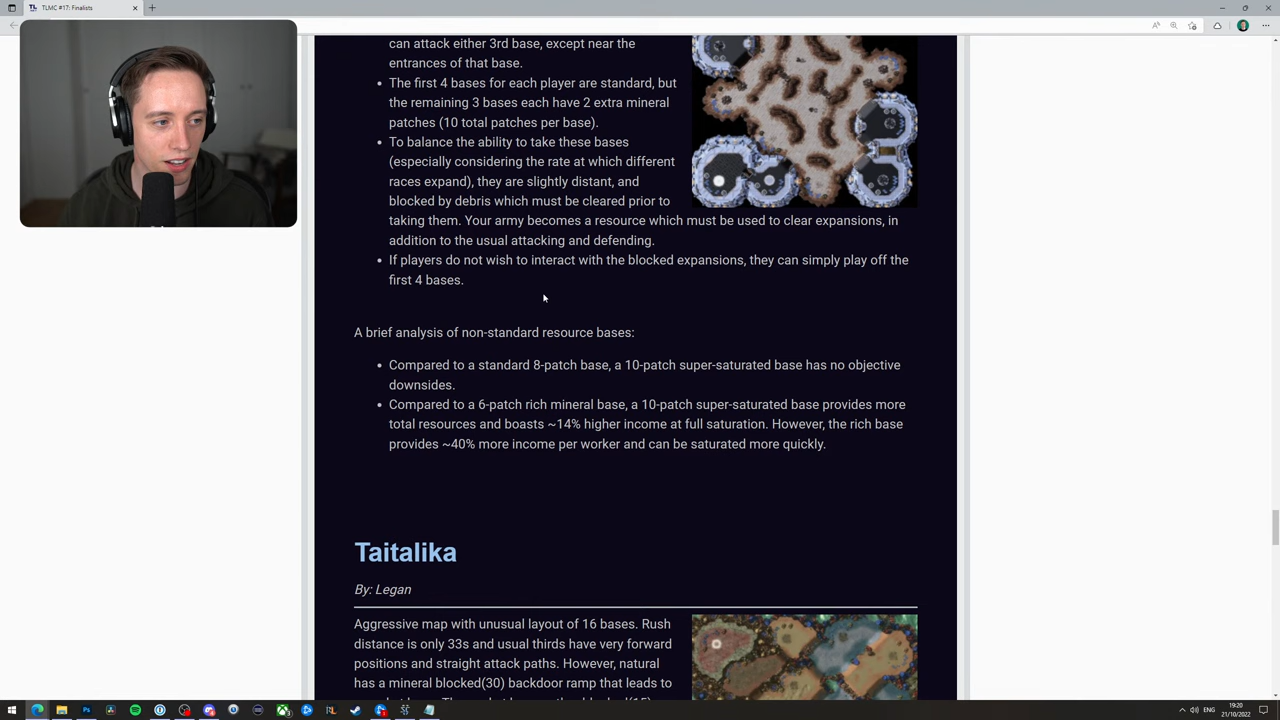 TLMC #17: Finalists
can attack either 3rd base, except near the
entrances of that base.
The first 4 bases for each player are standard, but
the remaining 3 bases each have 2 extra mineral
patches (10 total patches per base).
To balance the ability to take these bases
(especially considering the rate at which different
races expand), they are slightly distant, and
blocked by debris which must be cleared prior to
taking them. Your army becomes a resource which must be used to clear expansions, in
addition to the usual attacking and defending.
If players do not wish to interact with the blocked expansions, they can simply play off the
first 4 bases.
A brief analysis of non-standard resource bases:
Compared to a standard 8-patch base, a 10-patch super-saturated base has no objective
downsides.
Compared to a 6-patch rich mineral base, a 10-patch super-saturated base provides more
total resources and boasts ~14% higher income at full saturation. However, the rich base
provides ~40% more income per worker and can be saturated more quickly.
Taitalika
By: Legan
Aggressive map with unusual layout of 16 bases. Rush
distance is only 33s and usual thirds have very forward
positions and straight attack paths. However, natural
has a mineral blocked(30) backdoor ramp that leads to
ENG
19:20
21/10/2022